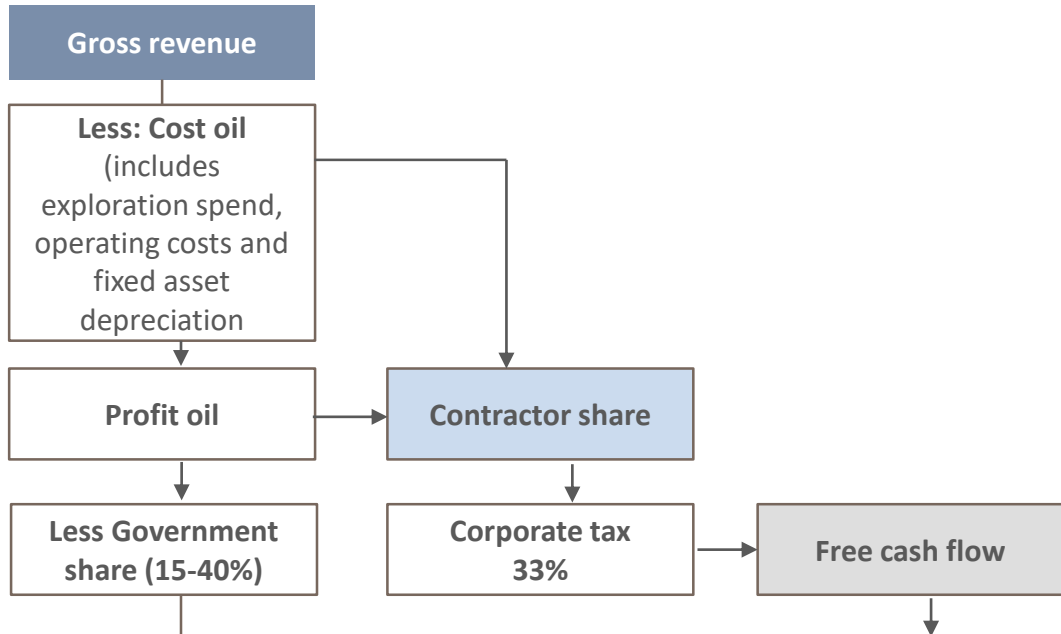 Gross revenue
Less: Cost oil
(includes
exploration spend,
operating costs and
fixed asset
depreciation
Profit oil
Contractor share
Less Government
share (15-40%)
Corporate tax
33%
Free cash flow